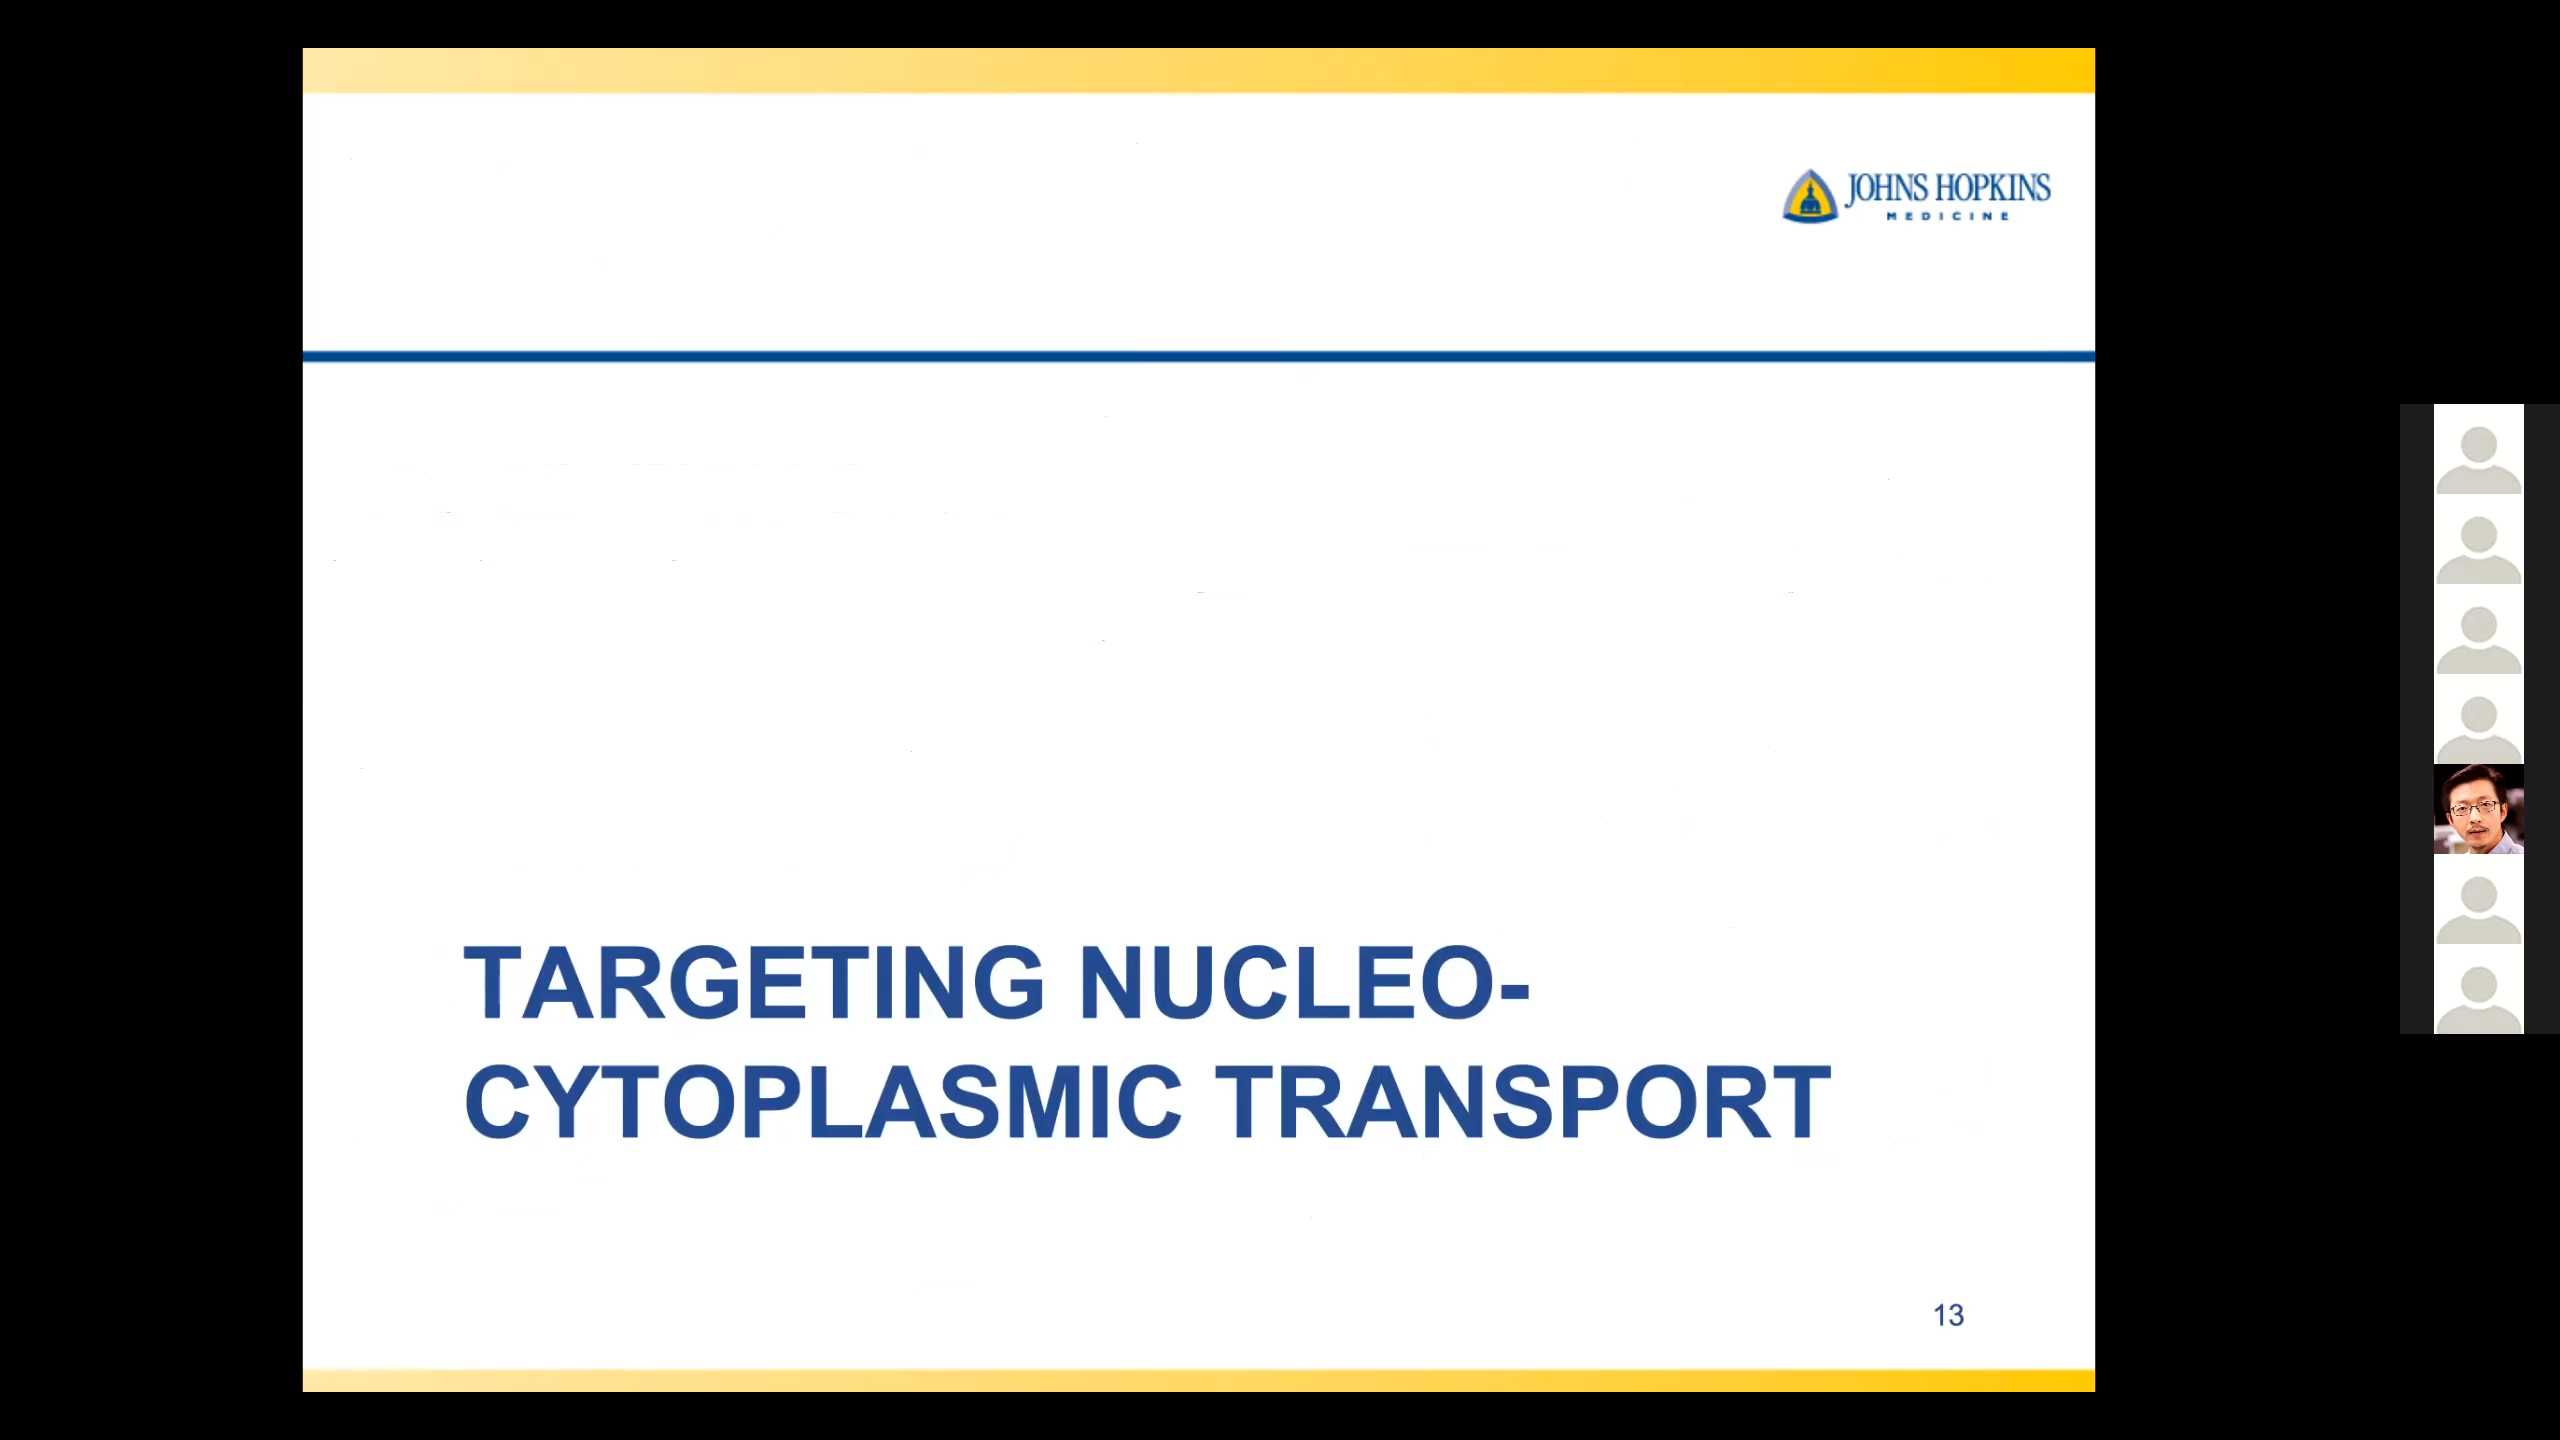 JOHNS HOPKINS
MEDICINE
TARGETING NUCLEO-
CYTOPLASMIC TRANSPORT
13